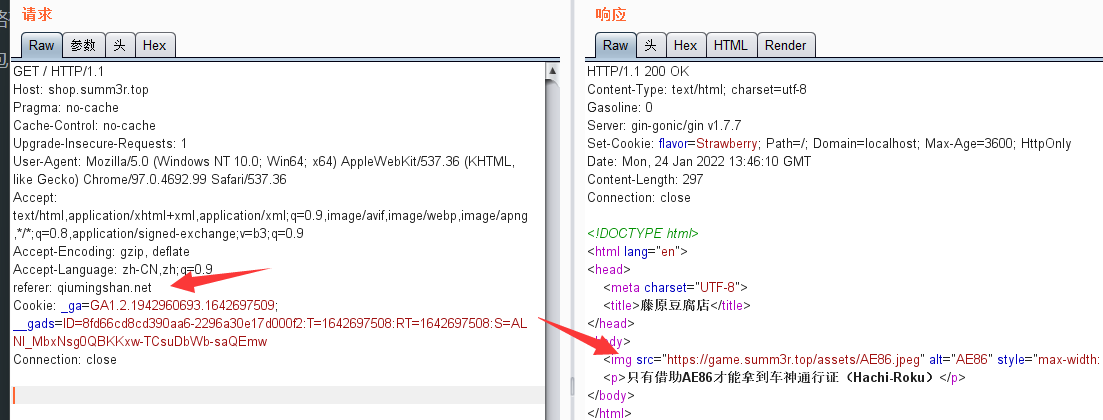 请求
Raw 参数 头 Hex
GET / HTTP/1.1
Host: shop.summ3r.top
Pragma: no-cache
Cache-Control: no-cache
Upgrade-Insecure-Requests: 1
User-Agent: Mozilla/5.0 (Windows NT 10.0; Win64; x64) AppleWebKit/537.36 (KHTML,
like Gecko) Chrome/97.0.4692.99 Safari/537.36
Accept:
text/html,application/xhtml+xml,application/xml;q=0.9,image/avif,image/webp,image/apng
,*/*;q=0.8,application/signed-exchange;v=b3;q=0.9
Accept-Encoding: gzip, deflate
Accept-Language: zh-CN,zh;q=0.9
referer: qiumingshan.net
Cookie: _ga=GA1.2.1942960693.1642697509;
__gads=ID=8fd66cd8cd390aa6-2296a30e17d000f2:T=1642697508:RT=1642697508:S=AL
NI_MbxNsg0QBKKxw-TCsuDbWb-saQEmw
Connection: close
响应
Raw 头 Hex HTML Render
HTTP/1.1 200 OK
Content-Type: text/html; charset=utf-8
Gasoline: 0
Server: gin-gonic/gin v1.7.7
Set-Cookie: flavor=Strawberry; Path=/; Domain=localhost; Max-Age=3600; HttpOnly
Date: Mon, 24 Jan 2022 13:46:10 GMT
Content-Length: 297
Connection: close
<!DOCTYPE html>
<html lang="en">
<head>
<meta charset="UTF-8">
<title>藤原豆腐店</title>
</head>
body>
<img src="https://game.summ3r.top/assets/AE86.jpeg" alt="AE86" style="max-width:
<p>只有借助AE86才能拿到车神通行证（Hachi-Roku）</p>
</body>
</html>